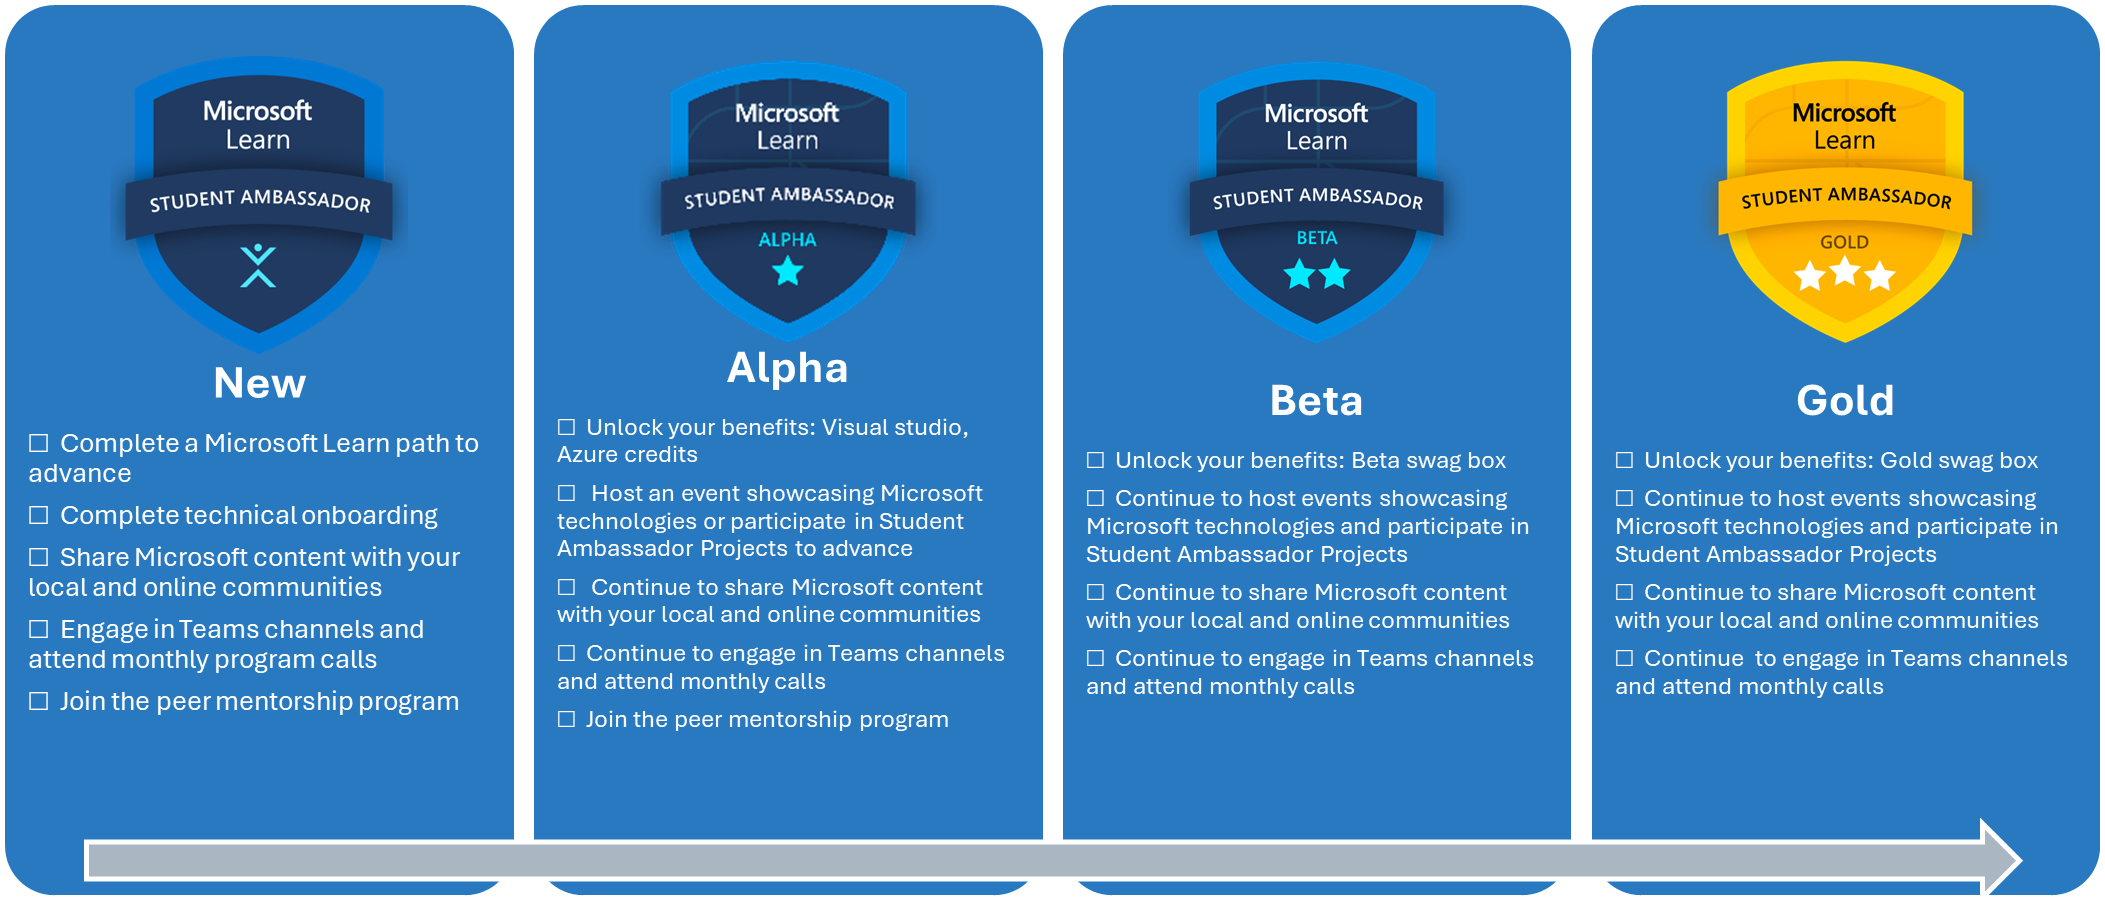 Microsoft
Learn
STUDENT AMBASSADOR
New
☐ Complete a Microsoft Learn path to
advance
☐ Complete technical onboarding
☐ Share Microsoft content with your
local and online communities
☐ Engage in Teams channels and
attend monthly program calls
☐ Join the peer mentorship program
Microsoft
Learn
STUDENT AMBASSADOR
ALPHA
Alpha
☐ Unlock your benefits: Visual studio,
Azure credits
☐ Host an event showcasing Microsoft
technologies or participate in Student
Ambassador Projects to advance
☐ Continue to share Microsoft content
with your local and online communities
☐ Continue to engage in Teams channels
and attend monthly calls
☐ Join the peer mentorship program
Microsoft
Learn
STUDENT AMBASSADOR
BETA
Beta
☐ Unlock your benefits: Beta swag box
☐ Continue to host events showcasing
Microsoft technologies and participate in
Student Ambassador Projects
☐ Continue to share Microsoft content
with your local and online communities
☐ Continue to engage in Teams channels
and attend monthly calls
Microsoft
Learn
STUDENT AMBASSADOR
GOLD
Gold
☐ Unlock your benefits: Gold swag box
☐ Continue to host events showcasing
Microsoft technologies and participate in
Student Ambassador Projects
☐ Continue to share Microsoft content
with your local and online communities
☐ Continue to engage in Teams channels
and attend monthly calls